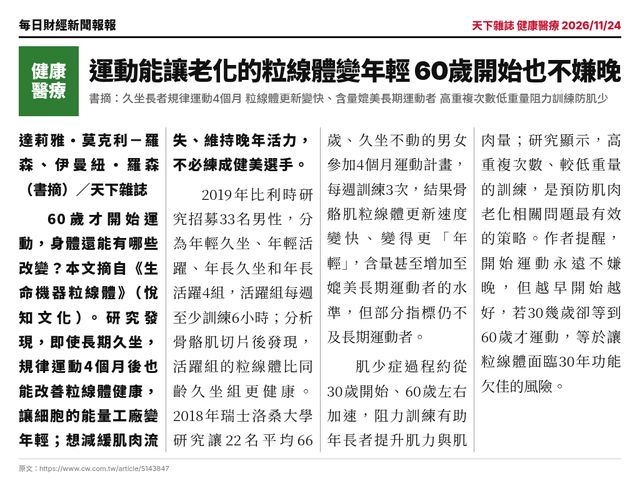 每日財經新聞報報
天下雜誌 健康醫療 2026/11/24
健康
醫療
運動能讓老化的粒線體變年輕 60歲開始也不嫌晚
書摘：久坐長者規律運動4個月 粒線體更新變快、含量媲美長期運動者 高重複次數低重量阻力訓練防肌少
達莉雅・莫克利－羅
森、伊曼紐・羅森
（書摘）／天下雜誌
60歲才開始運
動，身體還能有哪些
改變？本文摘自《生
命機器粒線體》（悅
知文化）。研究發
現，即使長期久坐，
規律運動4個月後也
能改善粒線體健康，
讓細胞的能量工廠變
年輕；想減緩肌肉流
失、維持晚年活力，
不必練成健美選手。
2019年比利時研
究招募33名男性，分
為年輕久坐、年輕活
躍、年長久坐和年長
活躍4組，活躍組每週
至少訓練6小時；分析
骨骼肌切片後發現，
活躍組的粒線體比同
齡久坐組更健康。
2018年瑞士洛桑大學
研究讓22名平均66
歲、久坐不動的男女
參加4個月運動計畫，
每週訓練3次，結果骨
骼肌粒線體更新速度
變快、變得更「年
輕」，含量甚至增加至
媲美長期運動者的水
準，但部分指標仍不
及長期運動者。
肌少症過程約從
30歲開始、60歲左右
加速，阻力訓練有助
年長者提升肌力與肌
肉量；研究顯示，高
重複次數、較低重量
的訓練，是預防肌肉
老化相關問題最有效
的策略。作者提醒，
開始運動永遠不嫌
晚，但越早開始越
好，若30幾歲卻等到
60歲才運動，等於讓
粒線體面臨30年功能
欠佳的風險。
原文：https://www.cw.com.tw/article/5143847